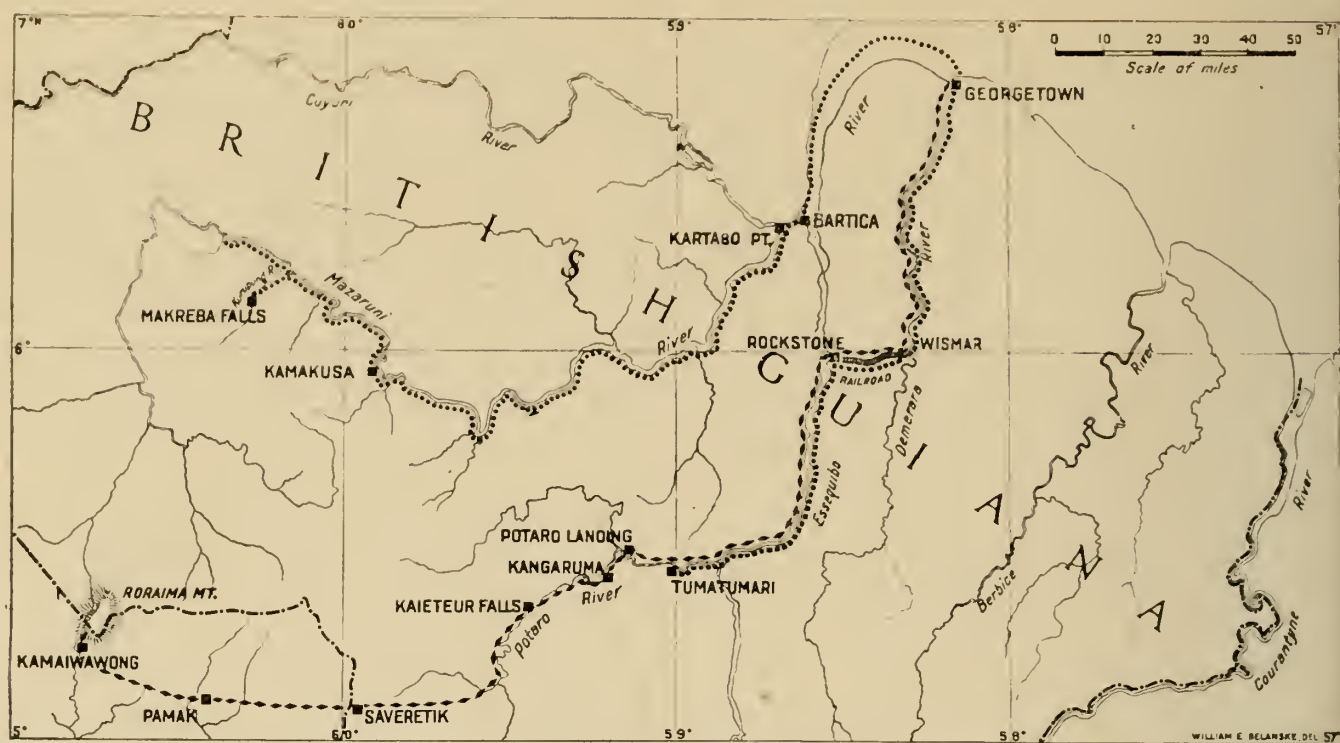 7°N 60° 59° 58° 57°
0 10 20 30 40 50
Scale of miles
GEORGETOWN
Cuyuni
River
River
BRITISH
GUIANA
BARTICA
KARTABO PT.
River
Mazaruni
MAKREBA FALLS
6°
River
ROCKSTONE
WISMAR
RAILROAD
KAMAKUSA
Demerara
River
Essequibo
River
POTARO LANDING
KANGARUMA
TUMATUMARI
River
KAIETEUR FALLS
Potaro
RORAIMA MT.
Berbice
KAMAIWAWONG
Courantyne
PAMAK
SAVERETIK
5° 60° 59° 58° 57°
WILLIAM E. BELANSKE, DEL